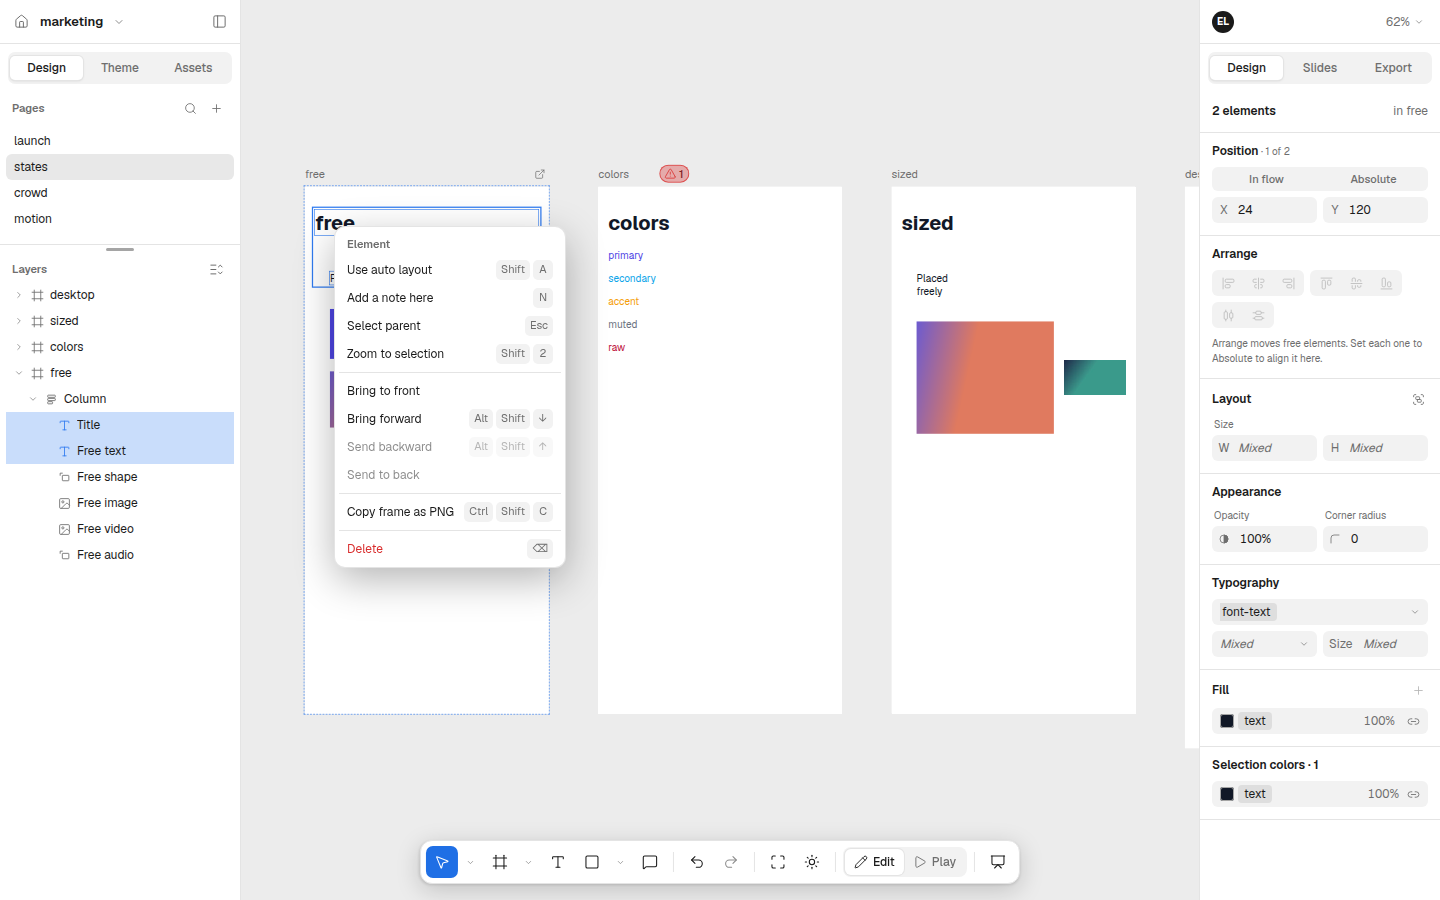 marketing
Design Theme Assets
Pages
launch
states
crowd
motion
Layers
desktop
sized
colors
free
Column
Title
Free text
Free shape
Free image
Free video
Free audio
free
free
Element
Use auto layout Shift A
Add a note here N
Select parent Esc
Zoom to selection Shift 2
Bring to front
Bring forward Alt Shift ↓
Send backward Alt Shift ↑
Send to back
Copy frame as PNG Ctrl Shift C
Delete ⌫
colors 1
colors
primary
secondary
accent
muted
raw
sized
sized
Placed
freely
Edit Play
EL 62%
Design Slides Export
2 elements in free
Position · 1 of 2
In flow Absolute
X 24 Y 120
Arrange
Arrange moves free elements. Set each one to
Absolute to align it here.
Layout
Size
W Mixed H Mixed
Appearance
Opacity Corner radius
100% 0
Typography
font-text
Mixed Size Mixed
Fill
text 100%
Selection colors · 1
text 100%